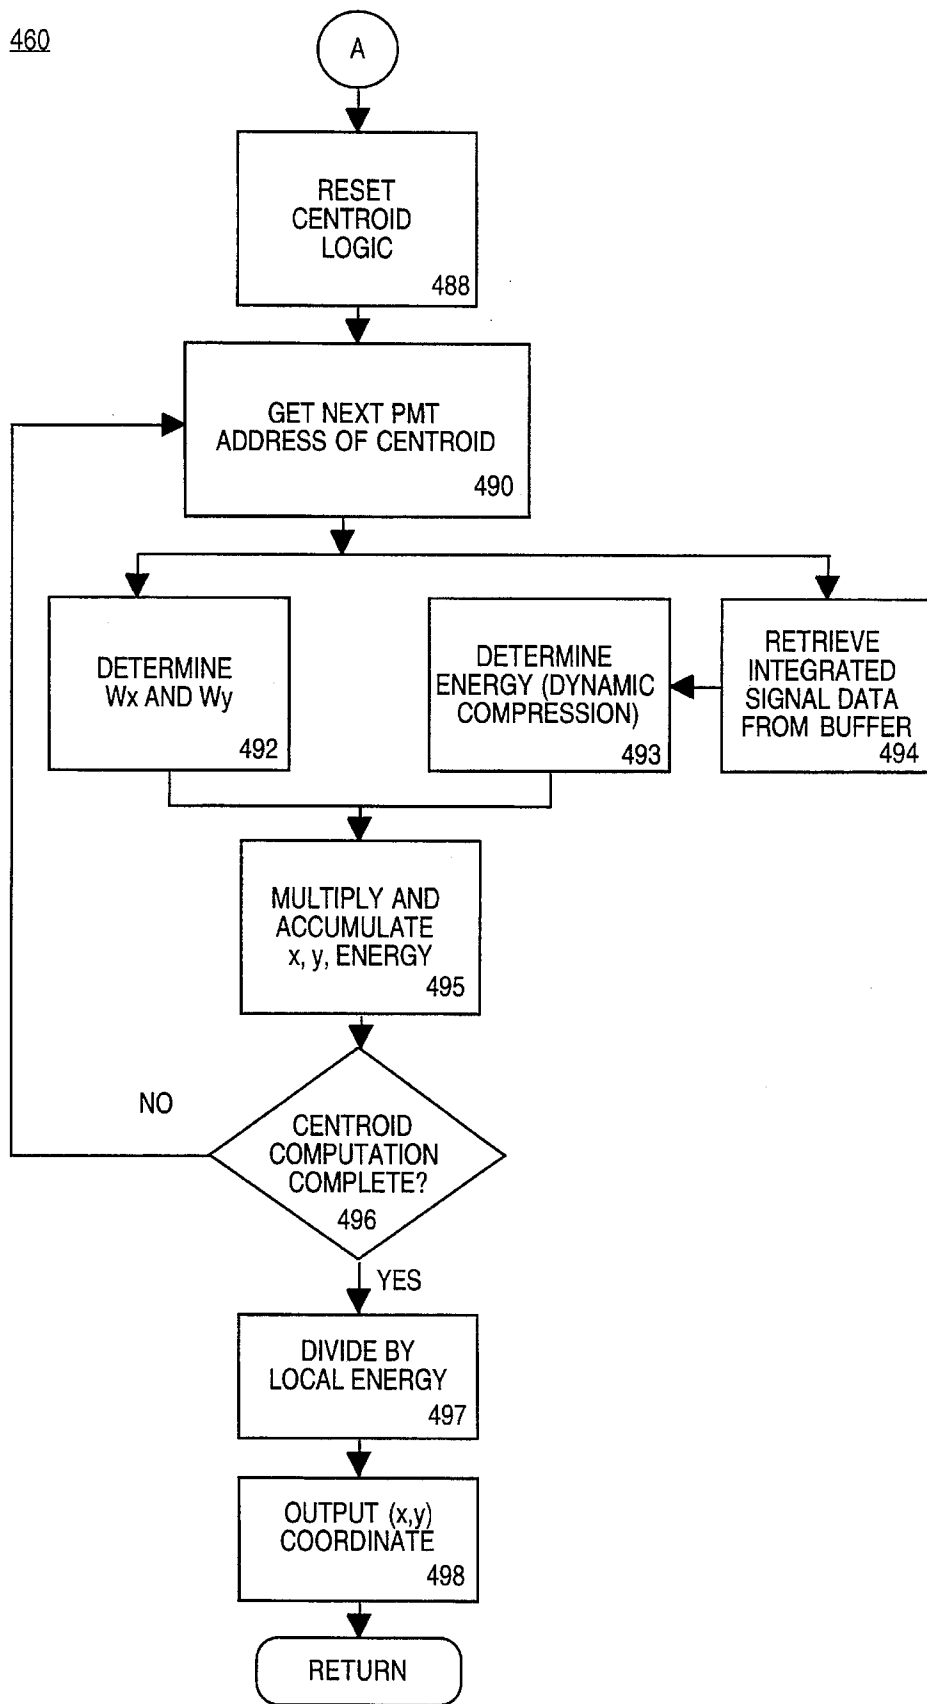 460
A
RESET
CENTROID
LOGIC
488
GET NEXT PMT
ADDRESS OF CENTROID
490
DETERMINE
Wx AND Wy
492
DETERMINE
ENERGY (DYNAMIC
COMPRESSION)
493
RETRIEVE
INTEGRATED
SIGNAL DATA
FROM BUFFER
494
MULTIPLY AND
ACCUMULATE
x, y, ENERGY
495
NO
CENTROID
COMPUTATION
COMPLETE?
496
YES
DIVIDE BY
LOCAL ENERGY
497
OUTPUT (x,y)
COORDINATE
498
RETURN